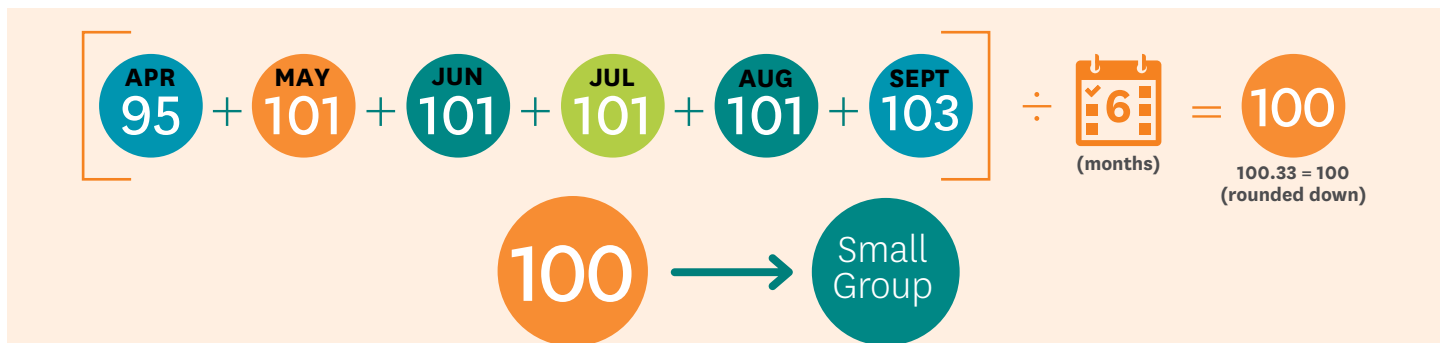 APR MAY JUN JUL AUG SEPT
95 + 101 + 101 + 101 + 101 + 103 ÷ 6 = 100
(months)
100.33 = 100
(rounded down)
100 Small
Group